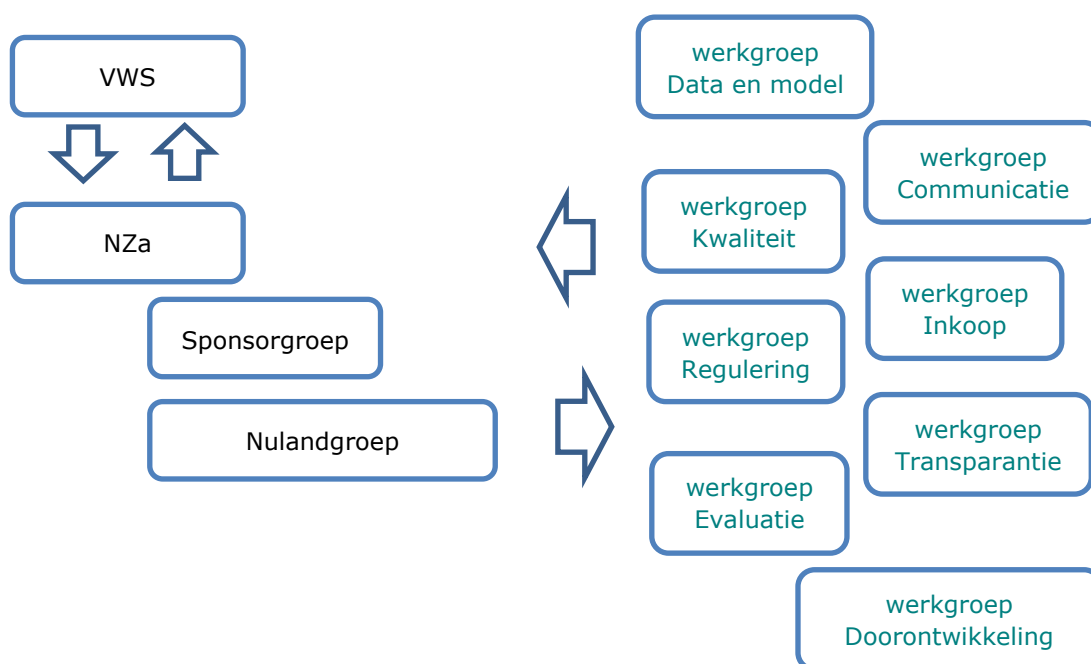 VWS
NZa
Sponsorgroep
Nulandgroep
werkgroep
Data en model
werkgroep
Communicatie
werkgroep
Kwaliteit
werkgroep
Inkoop
werkgroep
Regulering
werkgroep
Transparantie
werkgroep
Evaluatie
werkgroep
Doorontwikkeling